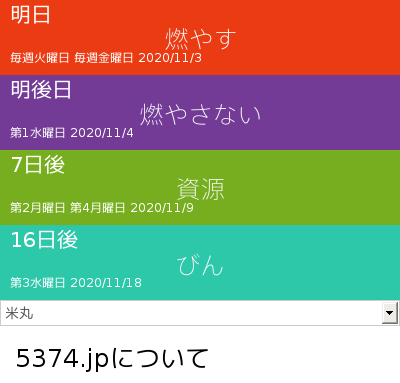 明日
燃やす
毎週火曜日 毎週金曜日 2020/11/3
明後日
燃やさない
第1水曜日 2020/11/4
7日後
資源
第2月曜日 第4月曜日 2020/11/9
16日後
びん
第3水曜日 2020/11/18
米丸
5374.jpについて